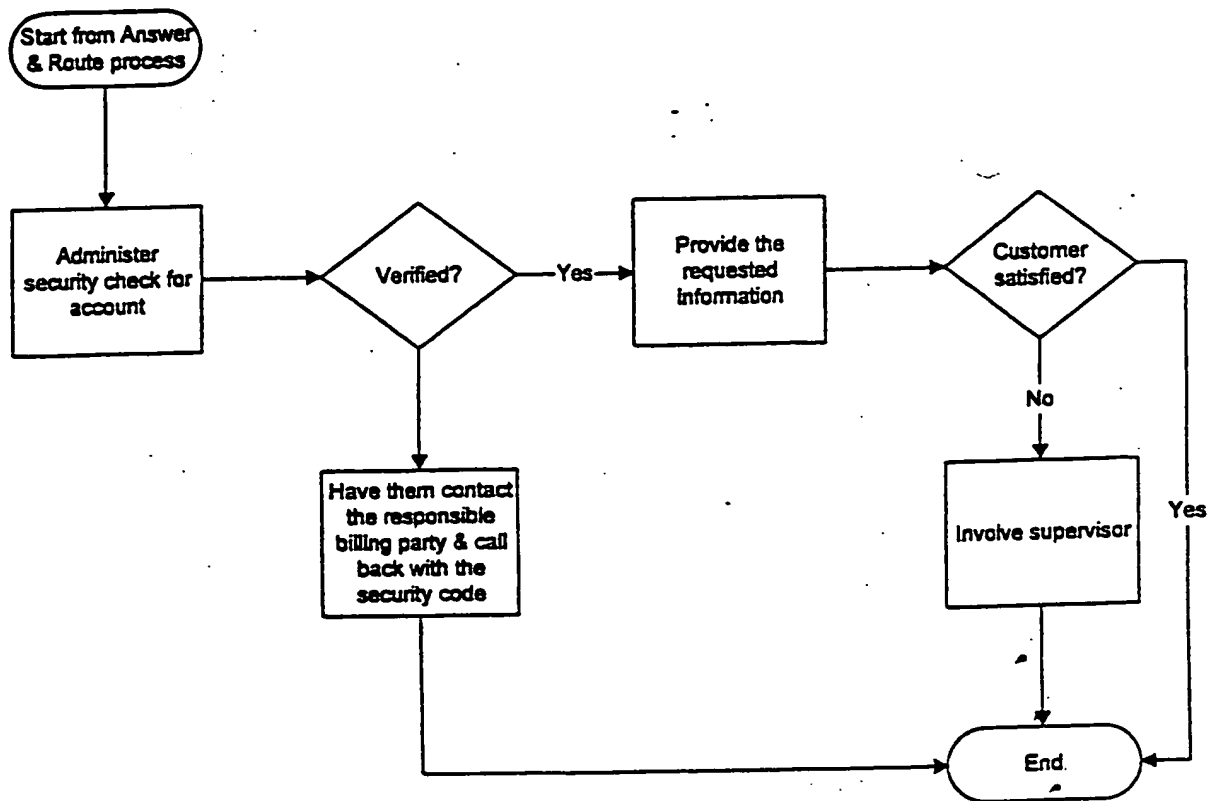 Start from Answer
& Route process
Administer
security check for
account
Verified?
Yes
Provide the
requested
information
Customer
satisfied?
No
Yes
Have them contact
the responsible
billing party & call
back with the
security code
Involve supervisor
End